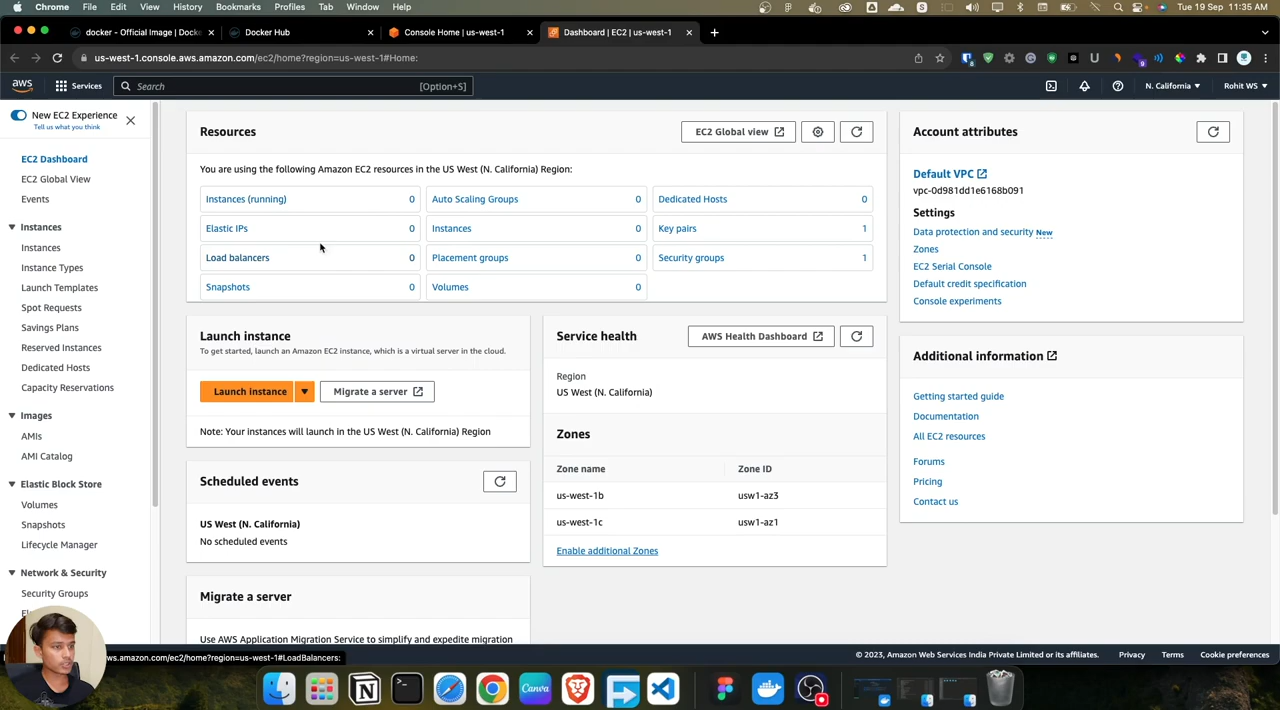 Chrome File Edit View History Bookmarks Profiles Tab Window Help Tue 19 Sep 11:35 AM
docker - Official Image | Docke Docker Hub Console Home | us-west-1 Dashboard | EC2 | us-west-1
us-west-1.console.aws.amazon.com/ec2/home?region=us-west-1#Home:
aws Services Search [Option+S] N. California Rohit WS
New EC2 Experience
Tell us what you think
EC2 Dashboard
EC2 Global View
Events
Instances
Instances
Instance Types
Launch Templates
Spot Requests
Savings Plans
Reserved Instances
Dedicated Hosts
Capacity Reservations
Images
AMIs
AMI Catalog
Elastic Block Store
Volumes
Snapshots
Lifecycle Manager
Network & Security
Security Groups
Resources
EC2 Global view
You are using the following Amazon EC2 resources in the US West (N. California) Region:
Instances (running) 0 Auto Scaling Groups 0 Dedicated Hosts 0
Elastic IPs 0 Instances 0 Key pairs 1
Load balancers 0 Placement groups 0 Security groups 1
Snapshots 0 Volumes 0
Launch instance
To get started, launch an Amazon EC2 instance, which is a virtual server in the cloud.
Launch instance Migrate a server
Note: Your instances will launch in the US West (N. California) Region
Scheduled events
US West (N. California)
No scheduled events
Migrate a server
Use AWS Application Migration Service to simplify and expedite migration
Service health AWS Health Dashboard
Region
US West (N. California)
Zones
Zone name Zone ID
us-west-1b usw1-az3
us-west-1c usw1-az1
Enable additional Zones
Account attributes
Default VPC
vpc-0d981dd1e6168b091
Settings
Data protection and security New
Zones
EC2 Serial Console
Default credit specification
Console experiments
Additional information
Getting started guide
Documentation
All EC2 resources
Forums
Pricing
Contact us
ws.amazon.com/ec2/home?region=us-west-1#LoadBalancers:
© 2023, Amazon Web Services India Private Limited or its affiliates. Privacy Terms Cookie preferences
Canva